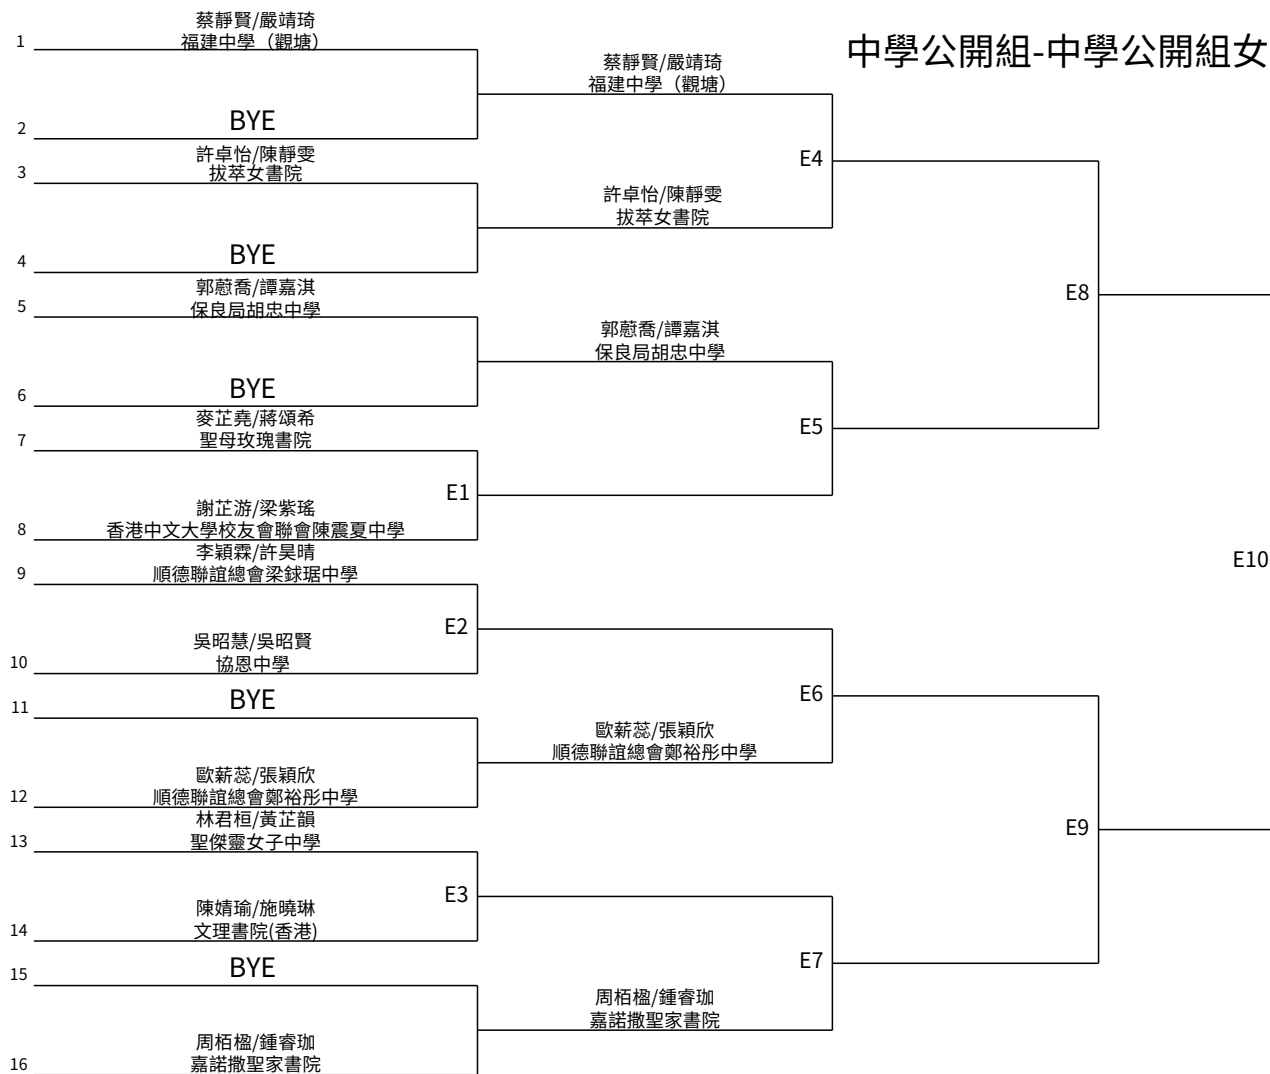 中學公開組-中學公開組女
蔡靜賢/嚴靖琦
1
福建中學（觀塘）
蔡靜賢/嚴靖琦
福建中學（觀塘）
BYE
2
許卓怡/陳靜雯
3
拔萃女書院
E4
許卓怡/陳靜雯
拔萃女書院
BYE
4
郭藯喬/譚嘉淇
5
保良局胡忠中學
E8
郭藯喬/譚嘉淇
保良局胡忠中學
BYE
6
麥芷堯/蔣頌希
7
聖母玫瑰書院
E5
E1
謝芷游/梁紫瑤
8
香港中文大學校友會聯會陳震夏中學
李穎霖/許昊晴
9
順德聯誼總會梁銶琚中學
E10
E2
吳昭慧/吳昭賢
10
協恩中學
BYE
11
E6
歐薪蕊/張穎欣
順德聯誼總會鄭裕彤中學
歐薪蕊/張穎欣
12
順德聯誼總會鄭裕彤中學
林君桓/黃芷韻
13
聖傑靈女子中學
E9
E3
陳婧瑜/施曉琳
14
文理書院(香港)
BYE
15
E7
周栢楹/鍾睿珈
嘉諾撒聖家書院
周栢楹/鍾睿珈
16
嘉諾撒聖家書院